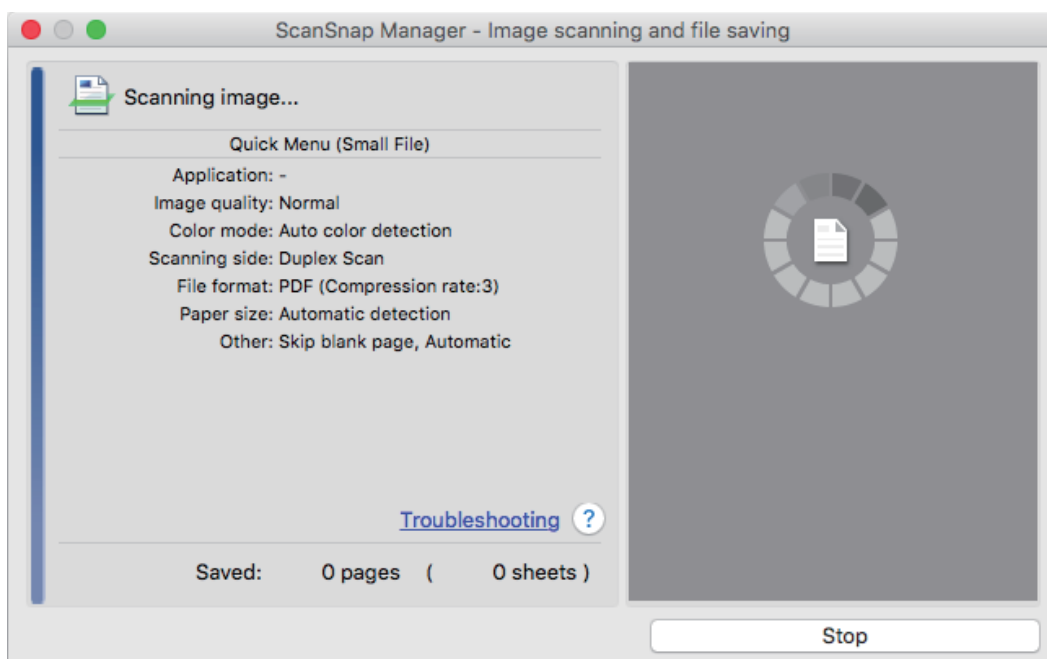 ScanSnap Manager - Image scanning and file saving
Scanning image...
Quick Menu (Small File)
Application: -
Image quality: Normal
Color mode: Auto color detection
Scanning side: Duplex Scan
File format: PDF (Compression rate:3)
Paper size: Automatic detection
Other: Skip blank page, Automatic
Troubleshooting ?
Saved: 0 pages ( 0 sheets )
Stop